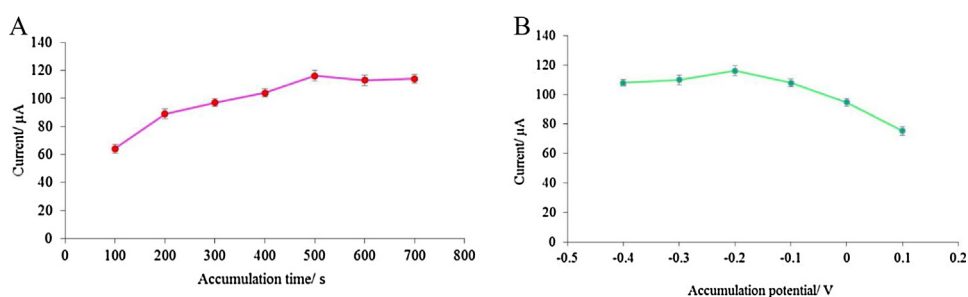 A
140
120
100
80
60
40
20
0
Current/ µA
0 100 200 300 400 500 600 700 800
Accumulation time/ s
B
140
120
100
80
60
40
20
0
Current/ µA
-0.5 -0.4 -0.3 -0.2 -0.1 0 0.1 0.2
Accumulation potential/ V